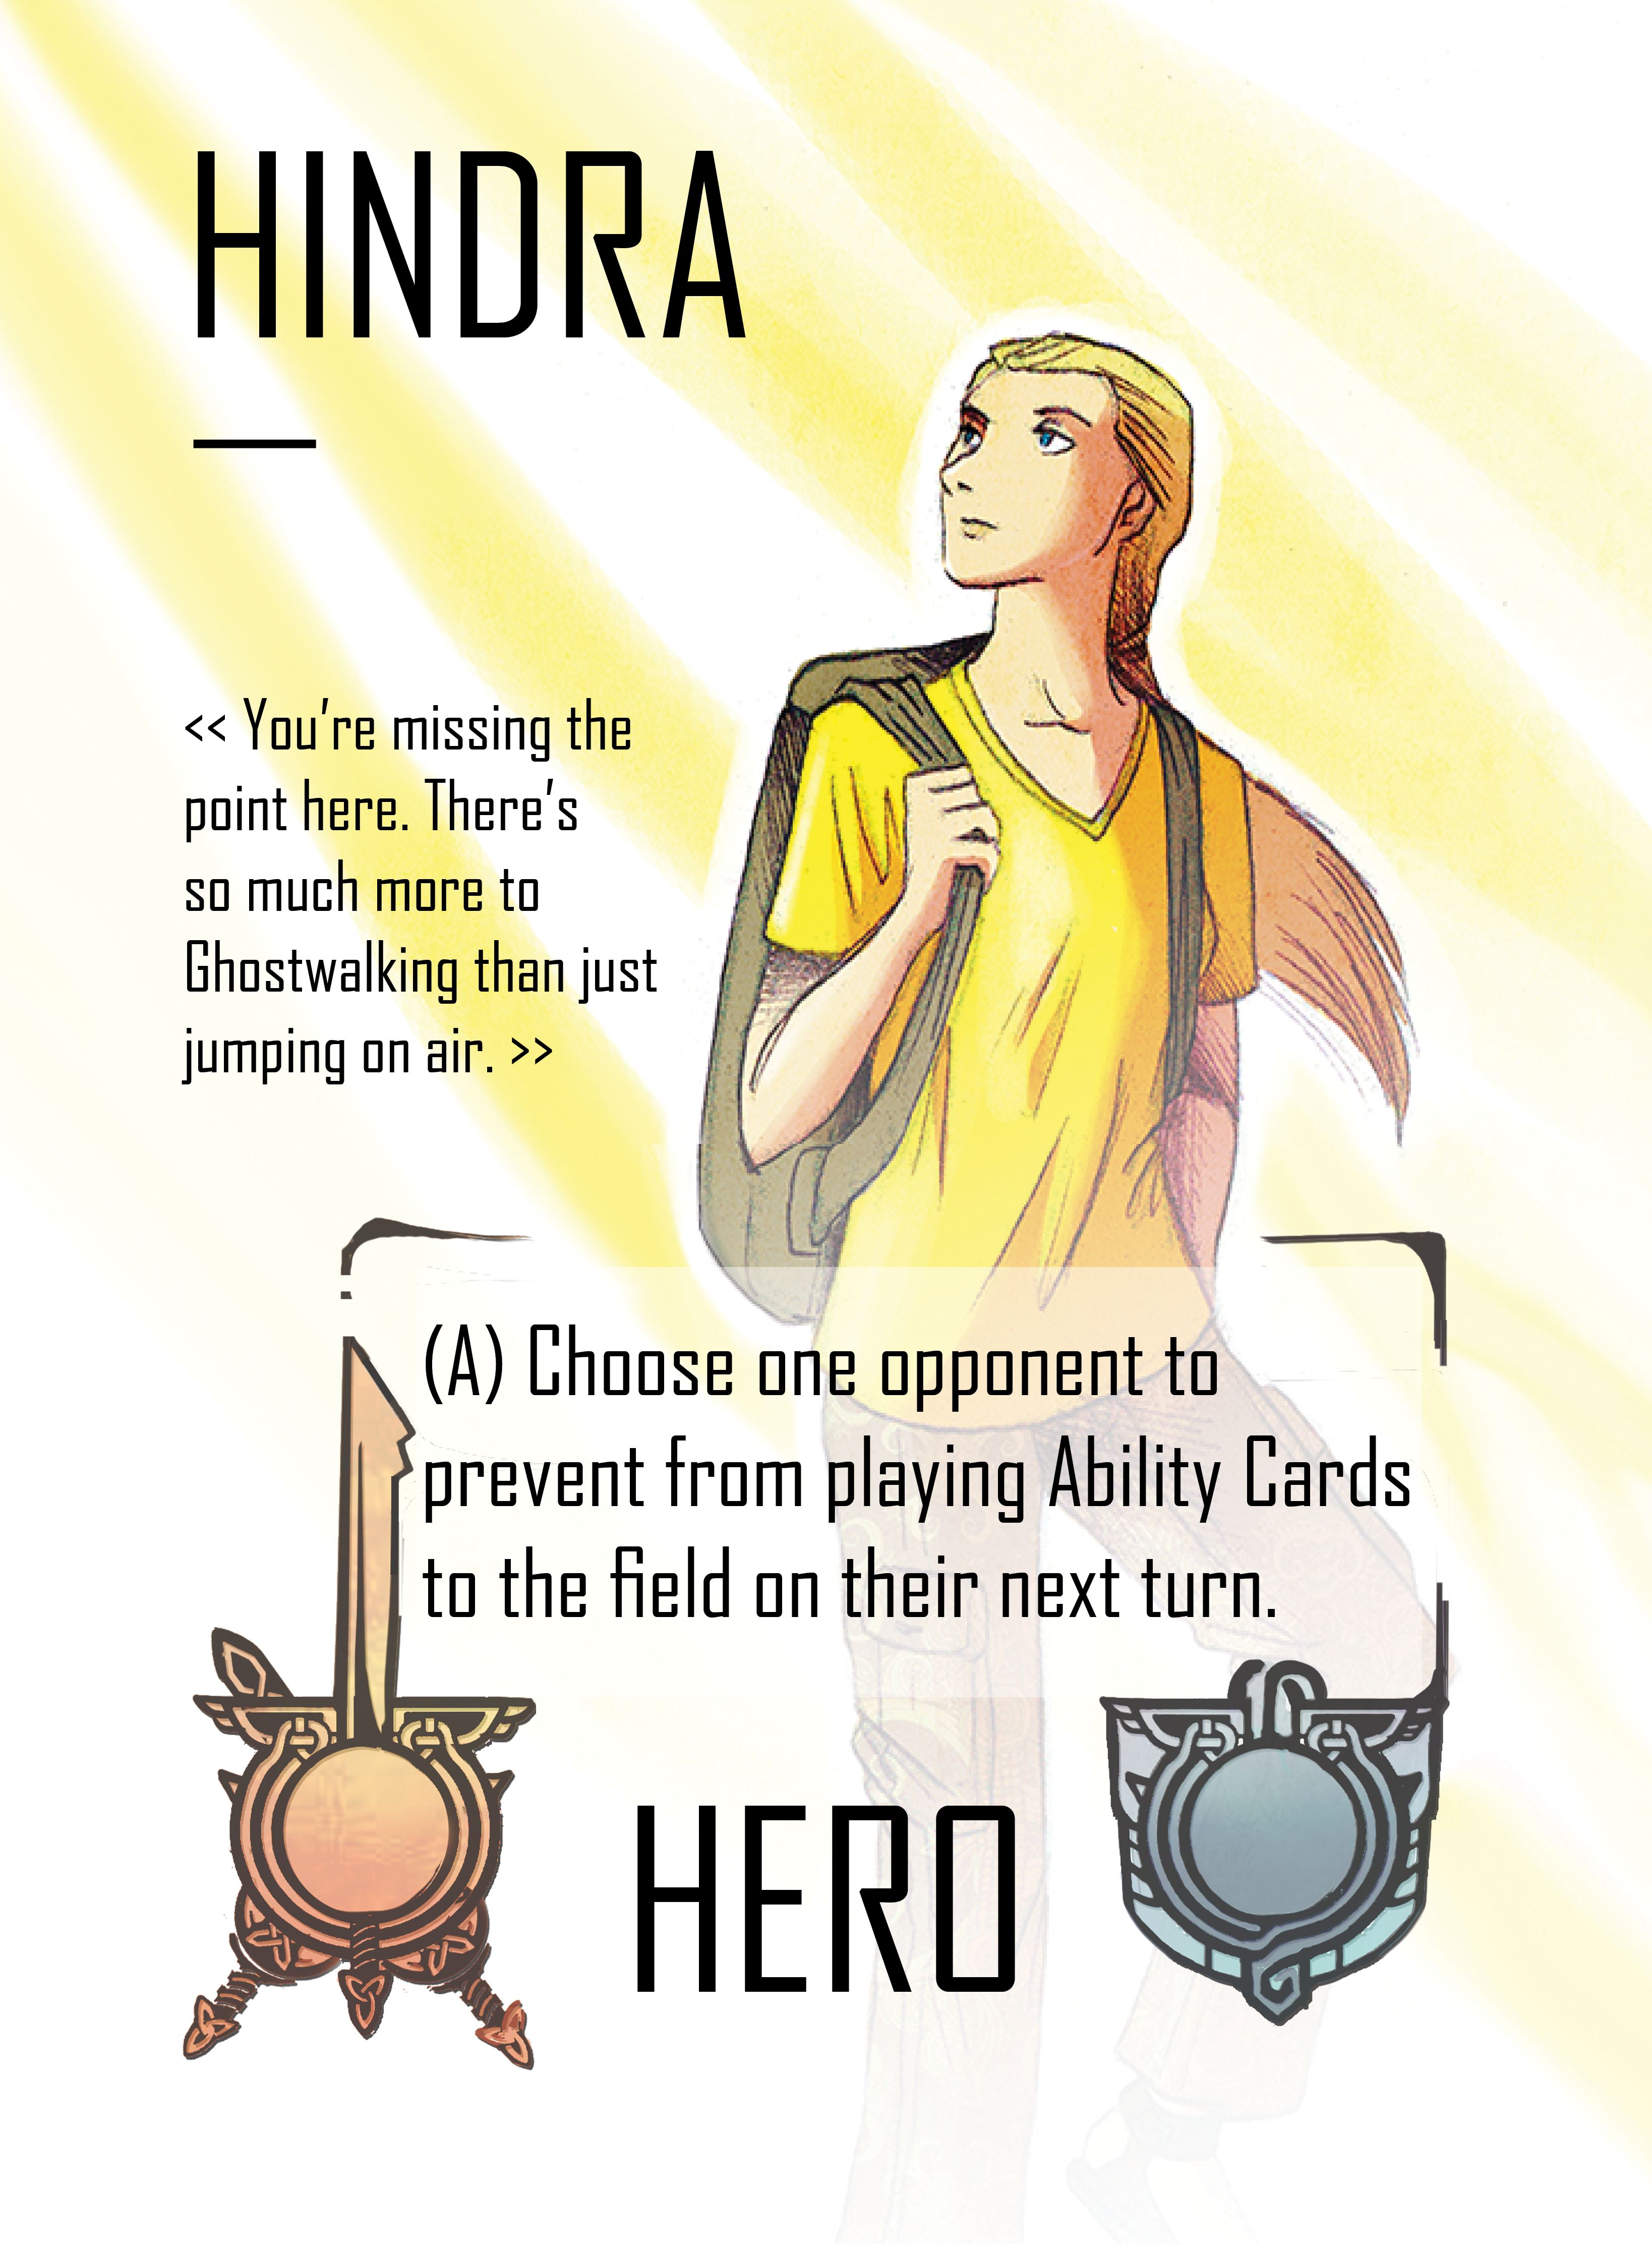 HINDRA
<< You're missing the
point here. There's
so much more to
Ghostwalking than just
jumping on air. >>
(A) Choose one opponent to
prevent from playing Ability Cards
to the field on their next turn.
HERO